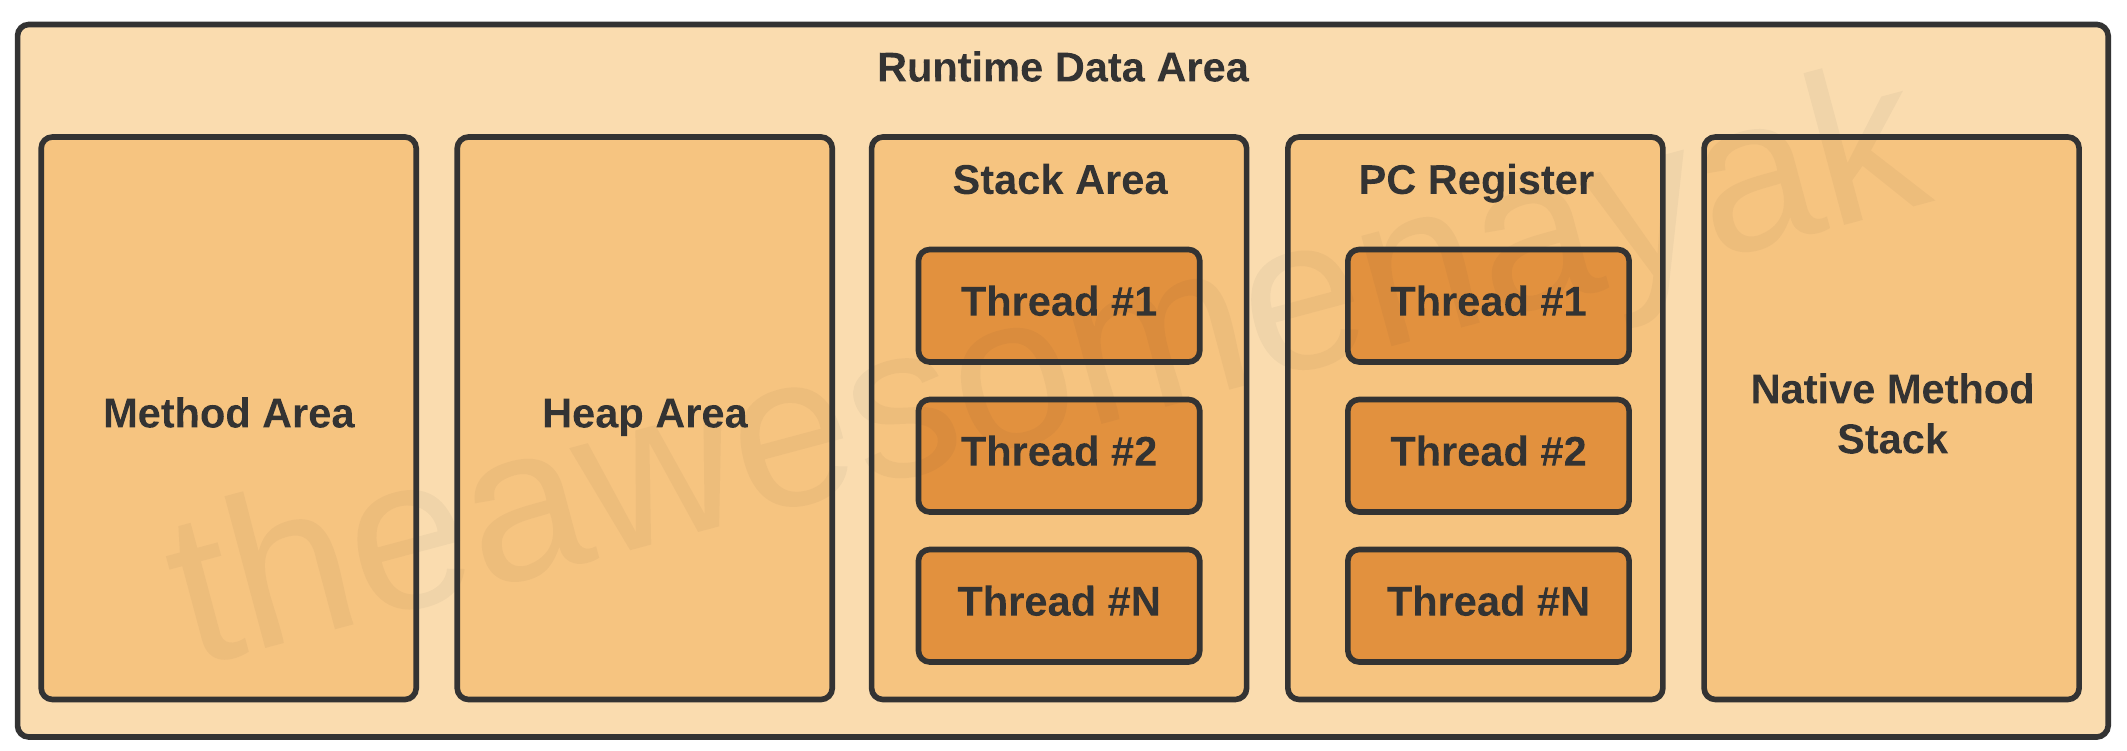 Runtime Data Area
Method Area
Heap Area
Stack Area
Thread #1
Thread #2
Thread #N
PC Register
Thread #1
Thread #2
Thread #N
Native Method
Stack
theawesomenayak